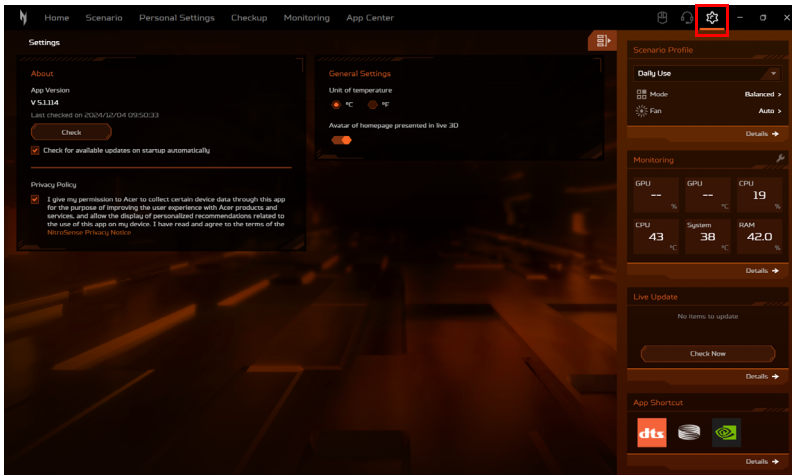 Home Scenario Personal Settings Checkup Monitoring App Center
Settings
About
App Version
V 5.1.114
Last checked on 2024/12/04 09:50:33
Check
Check for available updates on startup automatically
Privacy Policy
I give my permission to Acer to collect certain device data through this app
for the purpose of improving the user experience with Acer products and
services, and allow the display of personalized recommendations related to
the use of this app on my device. I have read and agree to the terms of the
NitroSense Privacy Notice
General Settings
Unit of temperature
°C °F
Avatar of homepage presented in live 3D
Scenario Profile
Daily Use
Mode Balanced >
Fan Auto >
Details →
Monitoring
GPU GPU CPU
-- -- 19
% °C %
CPU System RAM
43 38 42.0
°C °C %
Details →
Live Update
No items to update
Check Now
Details →
App Shortcut
dts
Details →